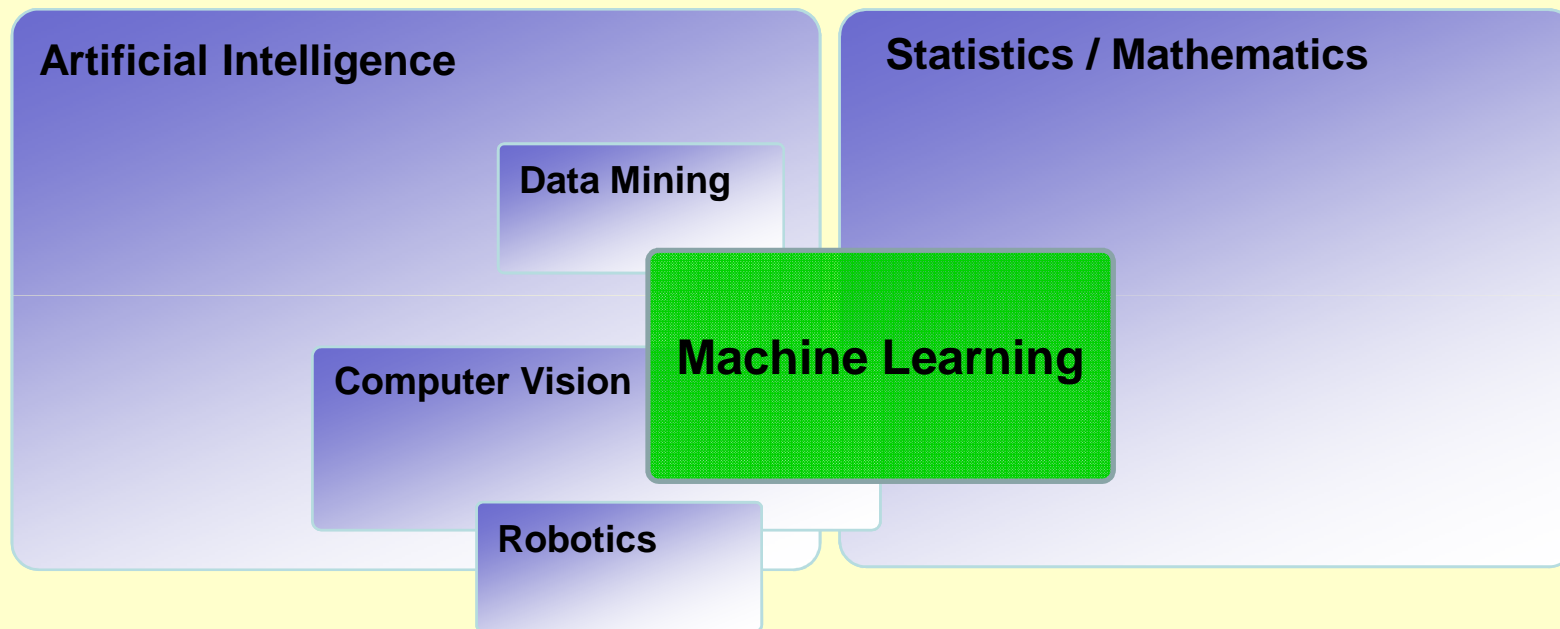 Artificial Intelligence
Statistics / Mathematics
Data Mining
Machine Learning
Computer Vision
Robotics